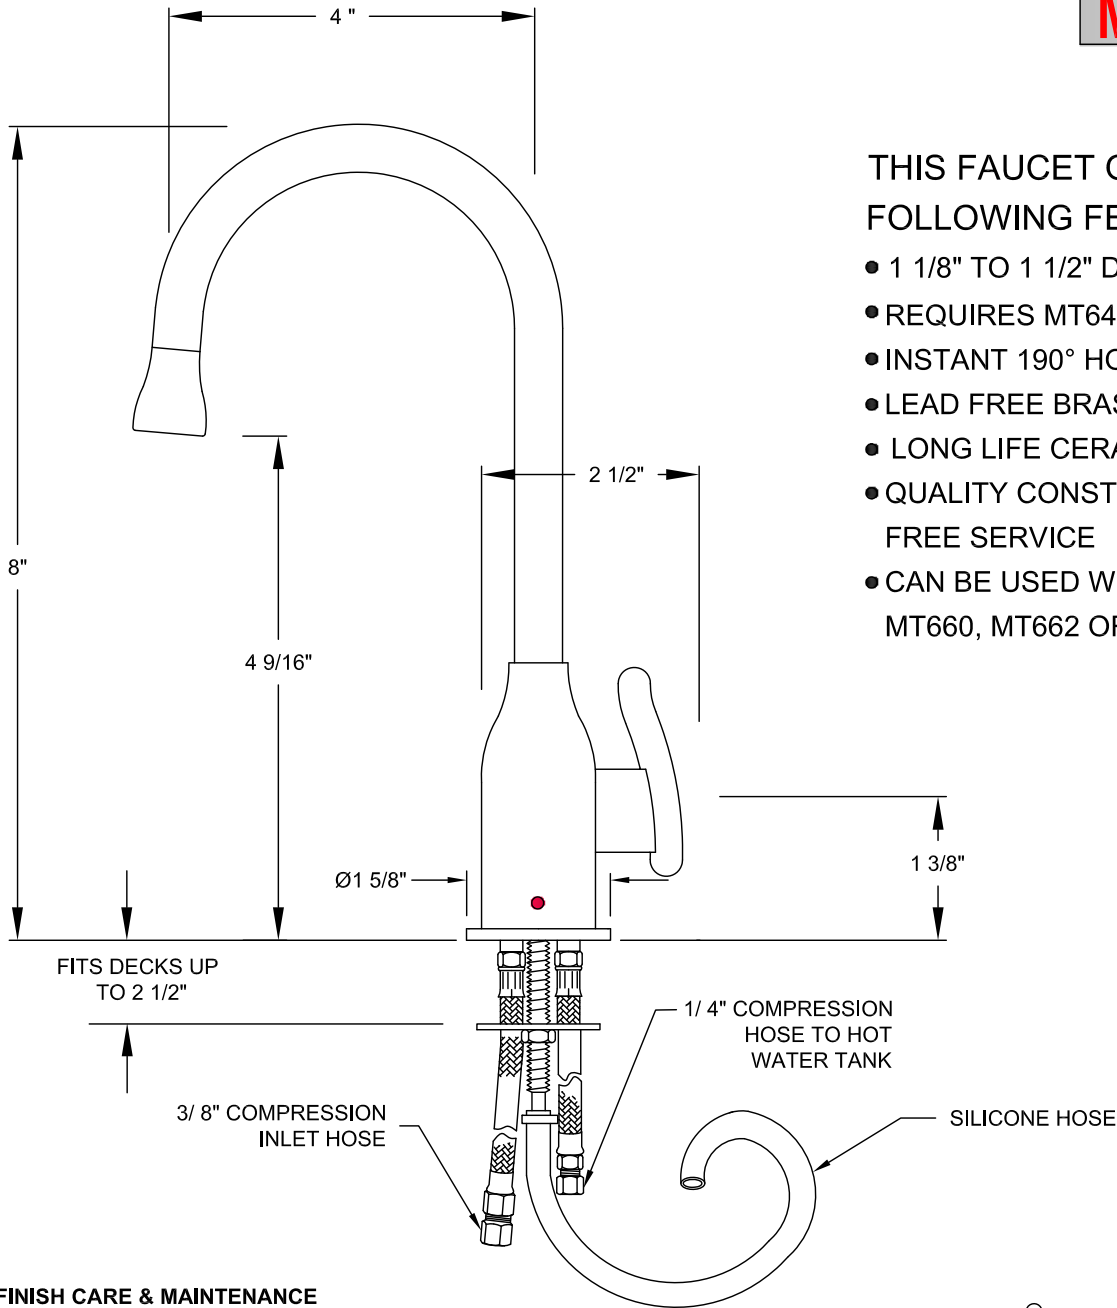 4 "
M
THIS FAUCET
FOLLOWING
1 1/8" TO 1 1/2"
REQUIRES MT64
INSTANT 190°
LEAD FREE
LONG LIFE
QUALITY
FREE SERVICE
CAN BE USED
MT660, MT662
2 1/2"
8"
4 9/16"
1 3/8"
Ø1 5/8"
FITS DECKS UP
TO 2 1/2"
1/ 4" COMPRESSION
HOSE TO HOT
WATER TANK
3/ 8" COMPRESSION
INLET HOSE
SILICONE HOSE
FINISH CARE & MAINTENANCE